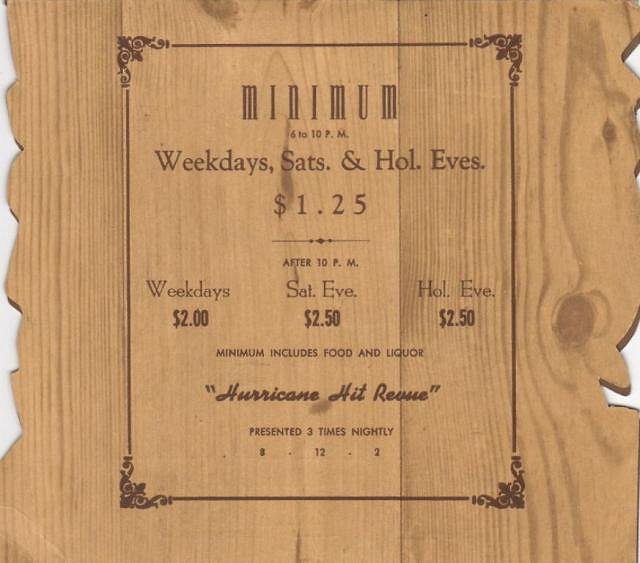 MINIMUM
6 to 10 P. M.
Weekdays, Sats. & Hol. Eves.
$1.25
AFTER 10 P. M.
Weekdays Sat. Eve. Hol. Eve.
$2.00 $2.50 $2.50
MINIMUM INCLUDES FOOD AND LIQUOR
"Hurricane Hit Revue"
PRESENTED 3 TIMES NIGHTLY
8 - 12 - 2